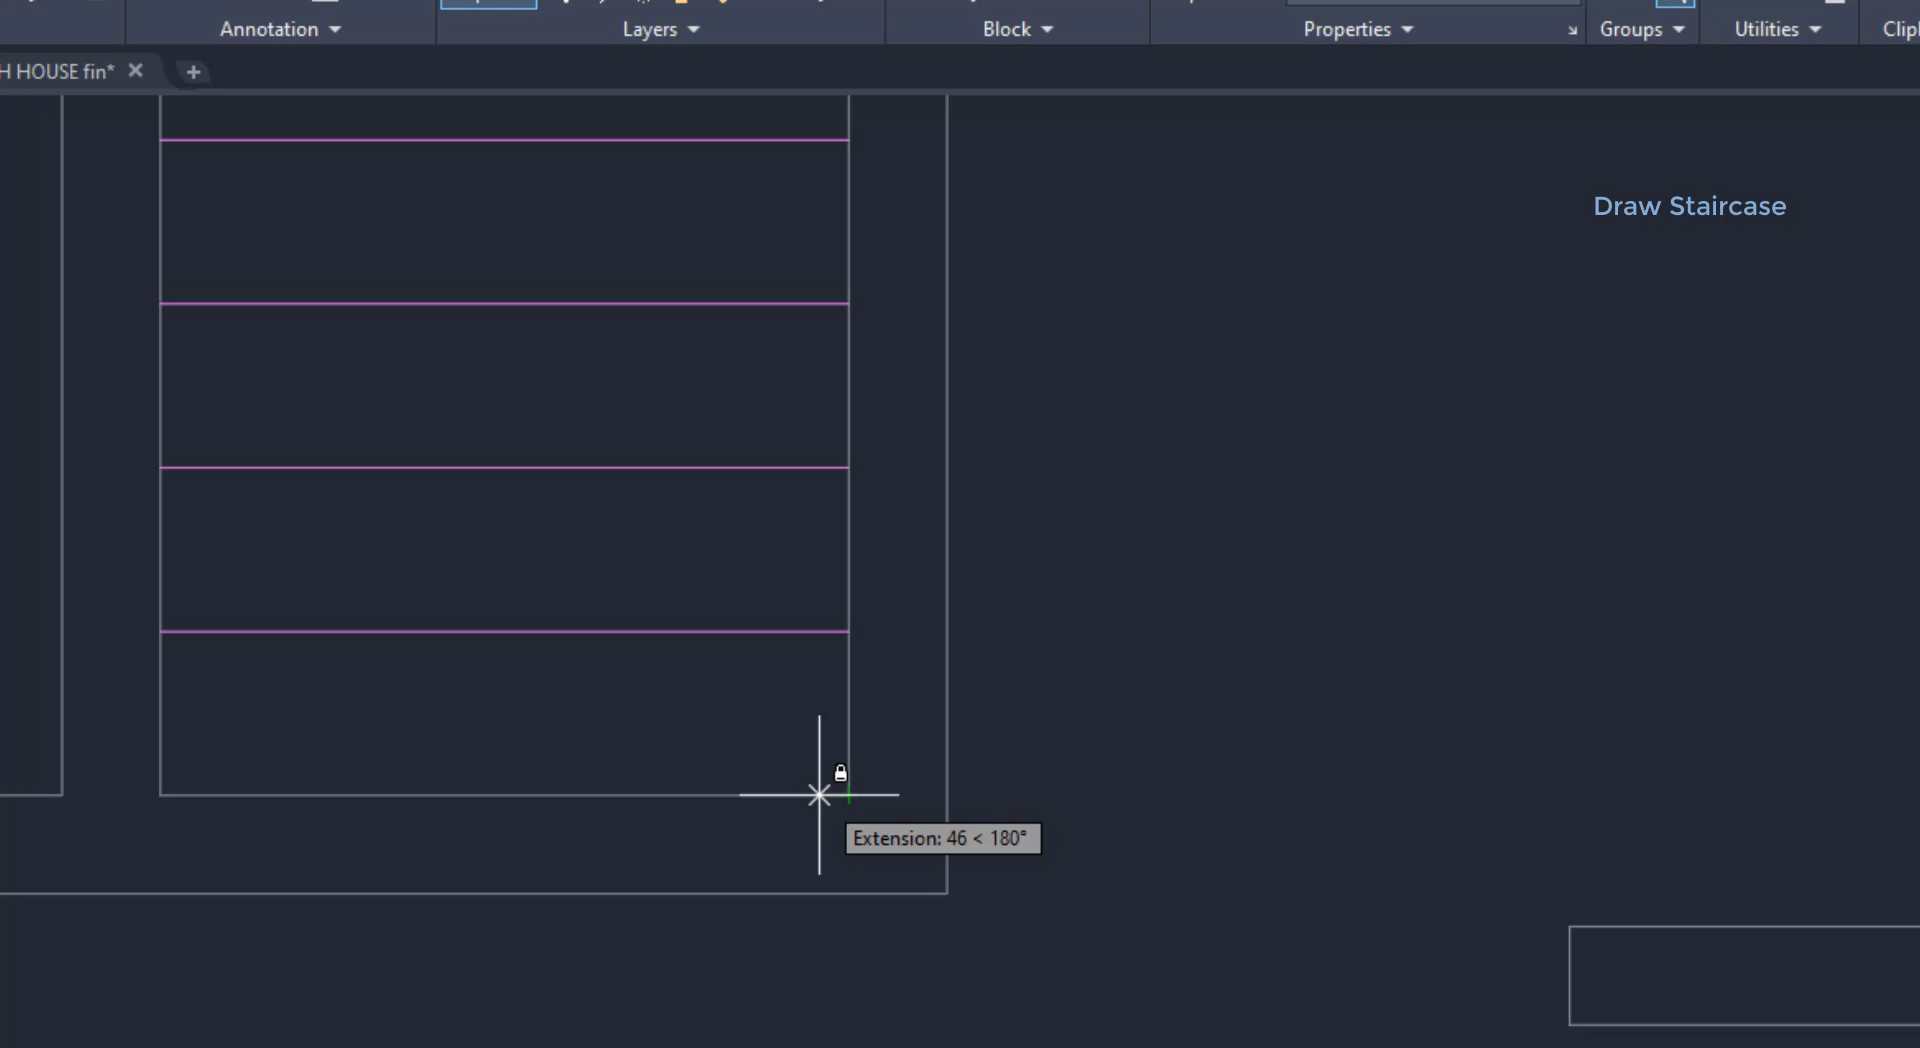 Annotation
Layers
Block
Properties
Groups
Utilities
H HOUSE fin*
Draw Staircase
Extension: 46 < 180°